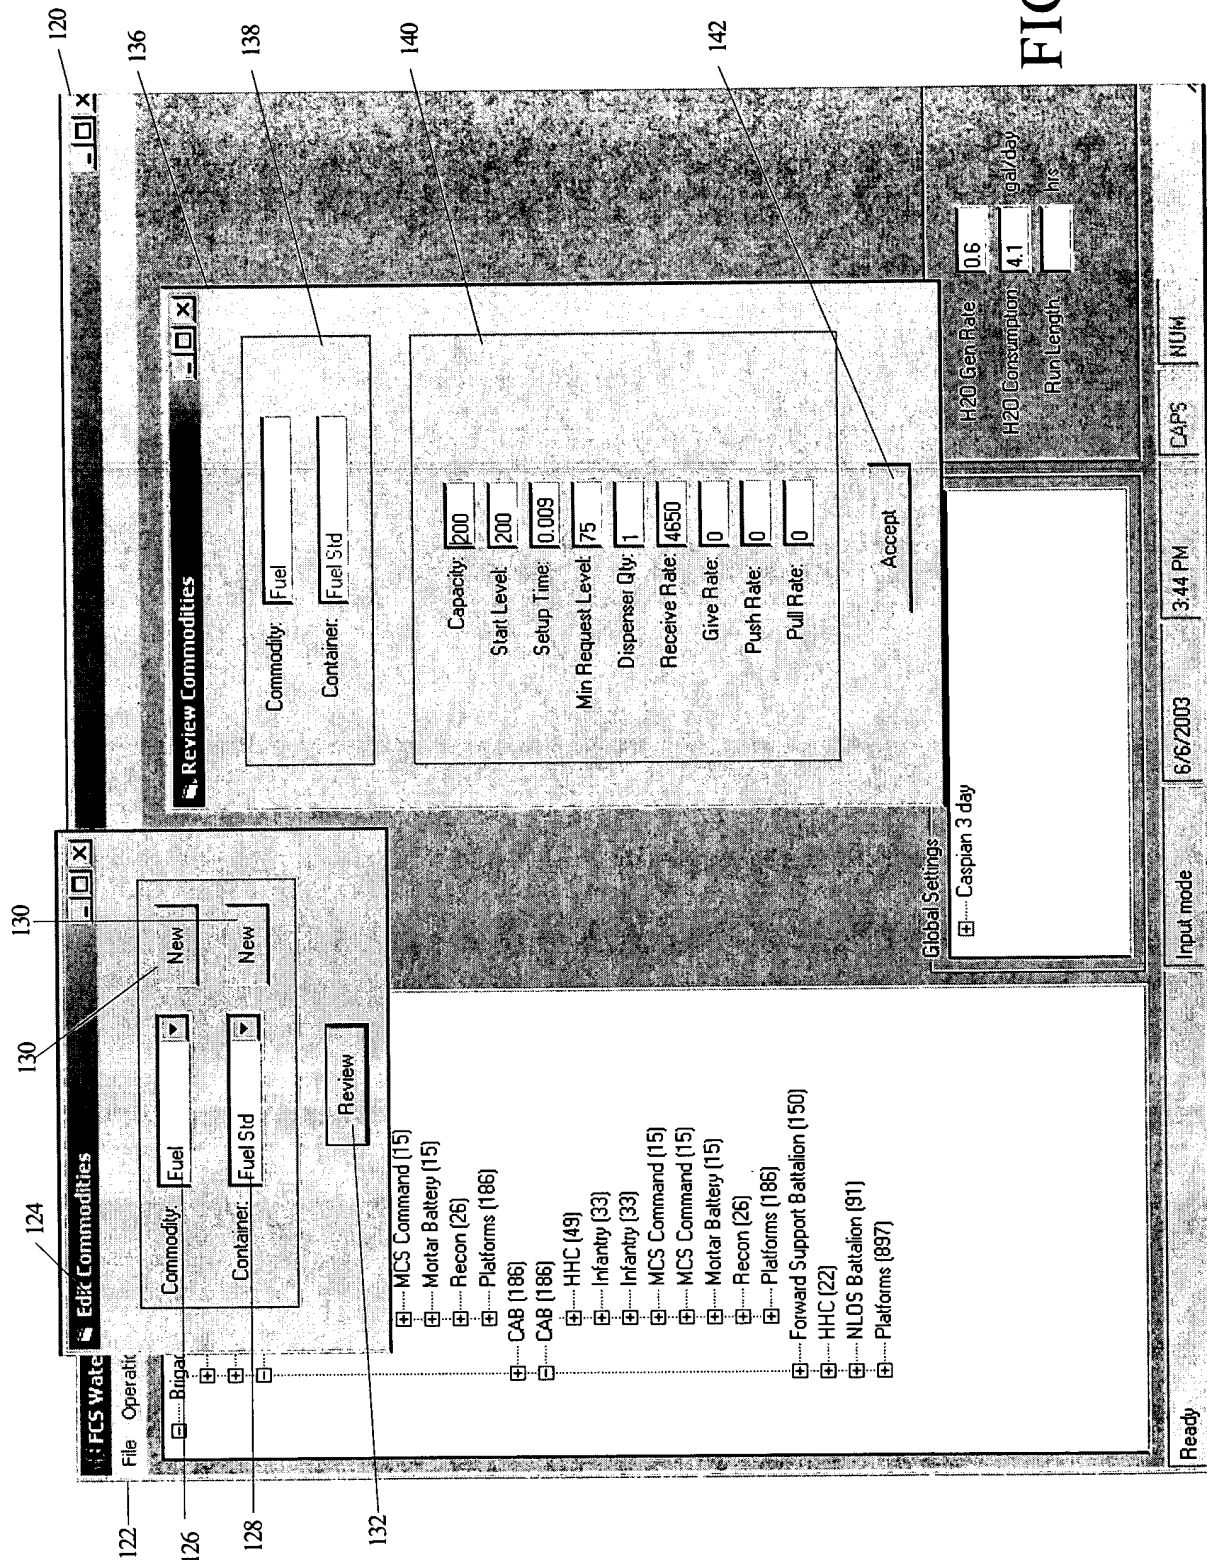 120
136
138
140
142
124
130
130
122
126
128
132
FCS Wate
File Operatic
Edit Commodities
Commodity: Fuel New
Container: Fuel Std New
Review
Brigad
MCS Command (15)
Mortar Battery (15)
Recon (26)
Platforms (186)
CAB (186)
CAB (186)
HHC (49)
Infantry (33)
Infantry (33)
MCS Command (15)
MCS Command (15)
Mortar Battery (15)
Recon (26)
Platforms (186)
Forward Support Battalion (150)
HHC (22)
NLOS Battalion (91)
Platforms (897)
Review Commodities
Commodity: Fuel
Container: Fuel Std
Capacity: 200
Start Level: 200
Setup Time: 0.009
Min Request Level: 75
Dispenser Qty: 1
Receive Rate: 4650
Give Rate: 0
Push Rate: 0
Pull Rate: 0
Accept
Global Settings
Caspian 3 day
H2O Gen Rate 0.6
H2O Consumption 4.1 gal/day
Run Length hrs
Ready
Input mode
6/6/2003
3:44 PM
CAPS
NUM